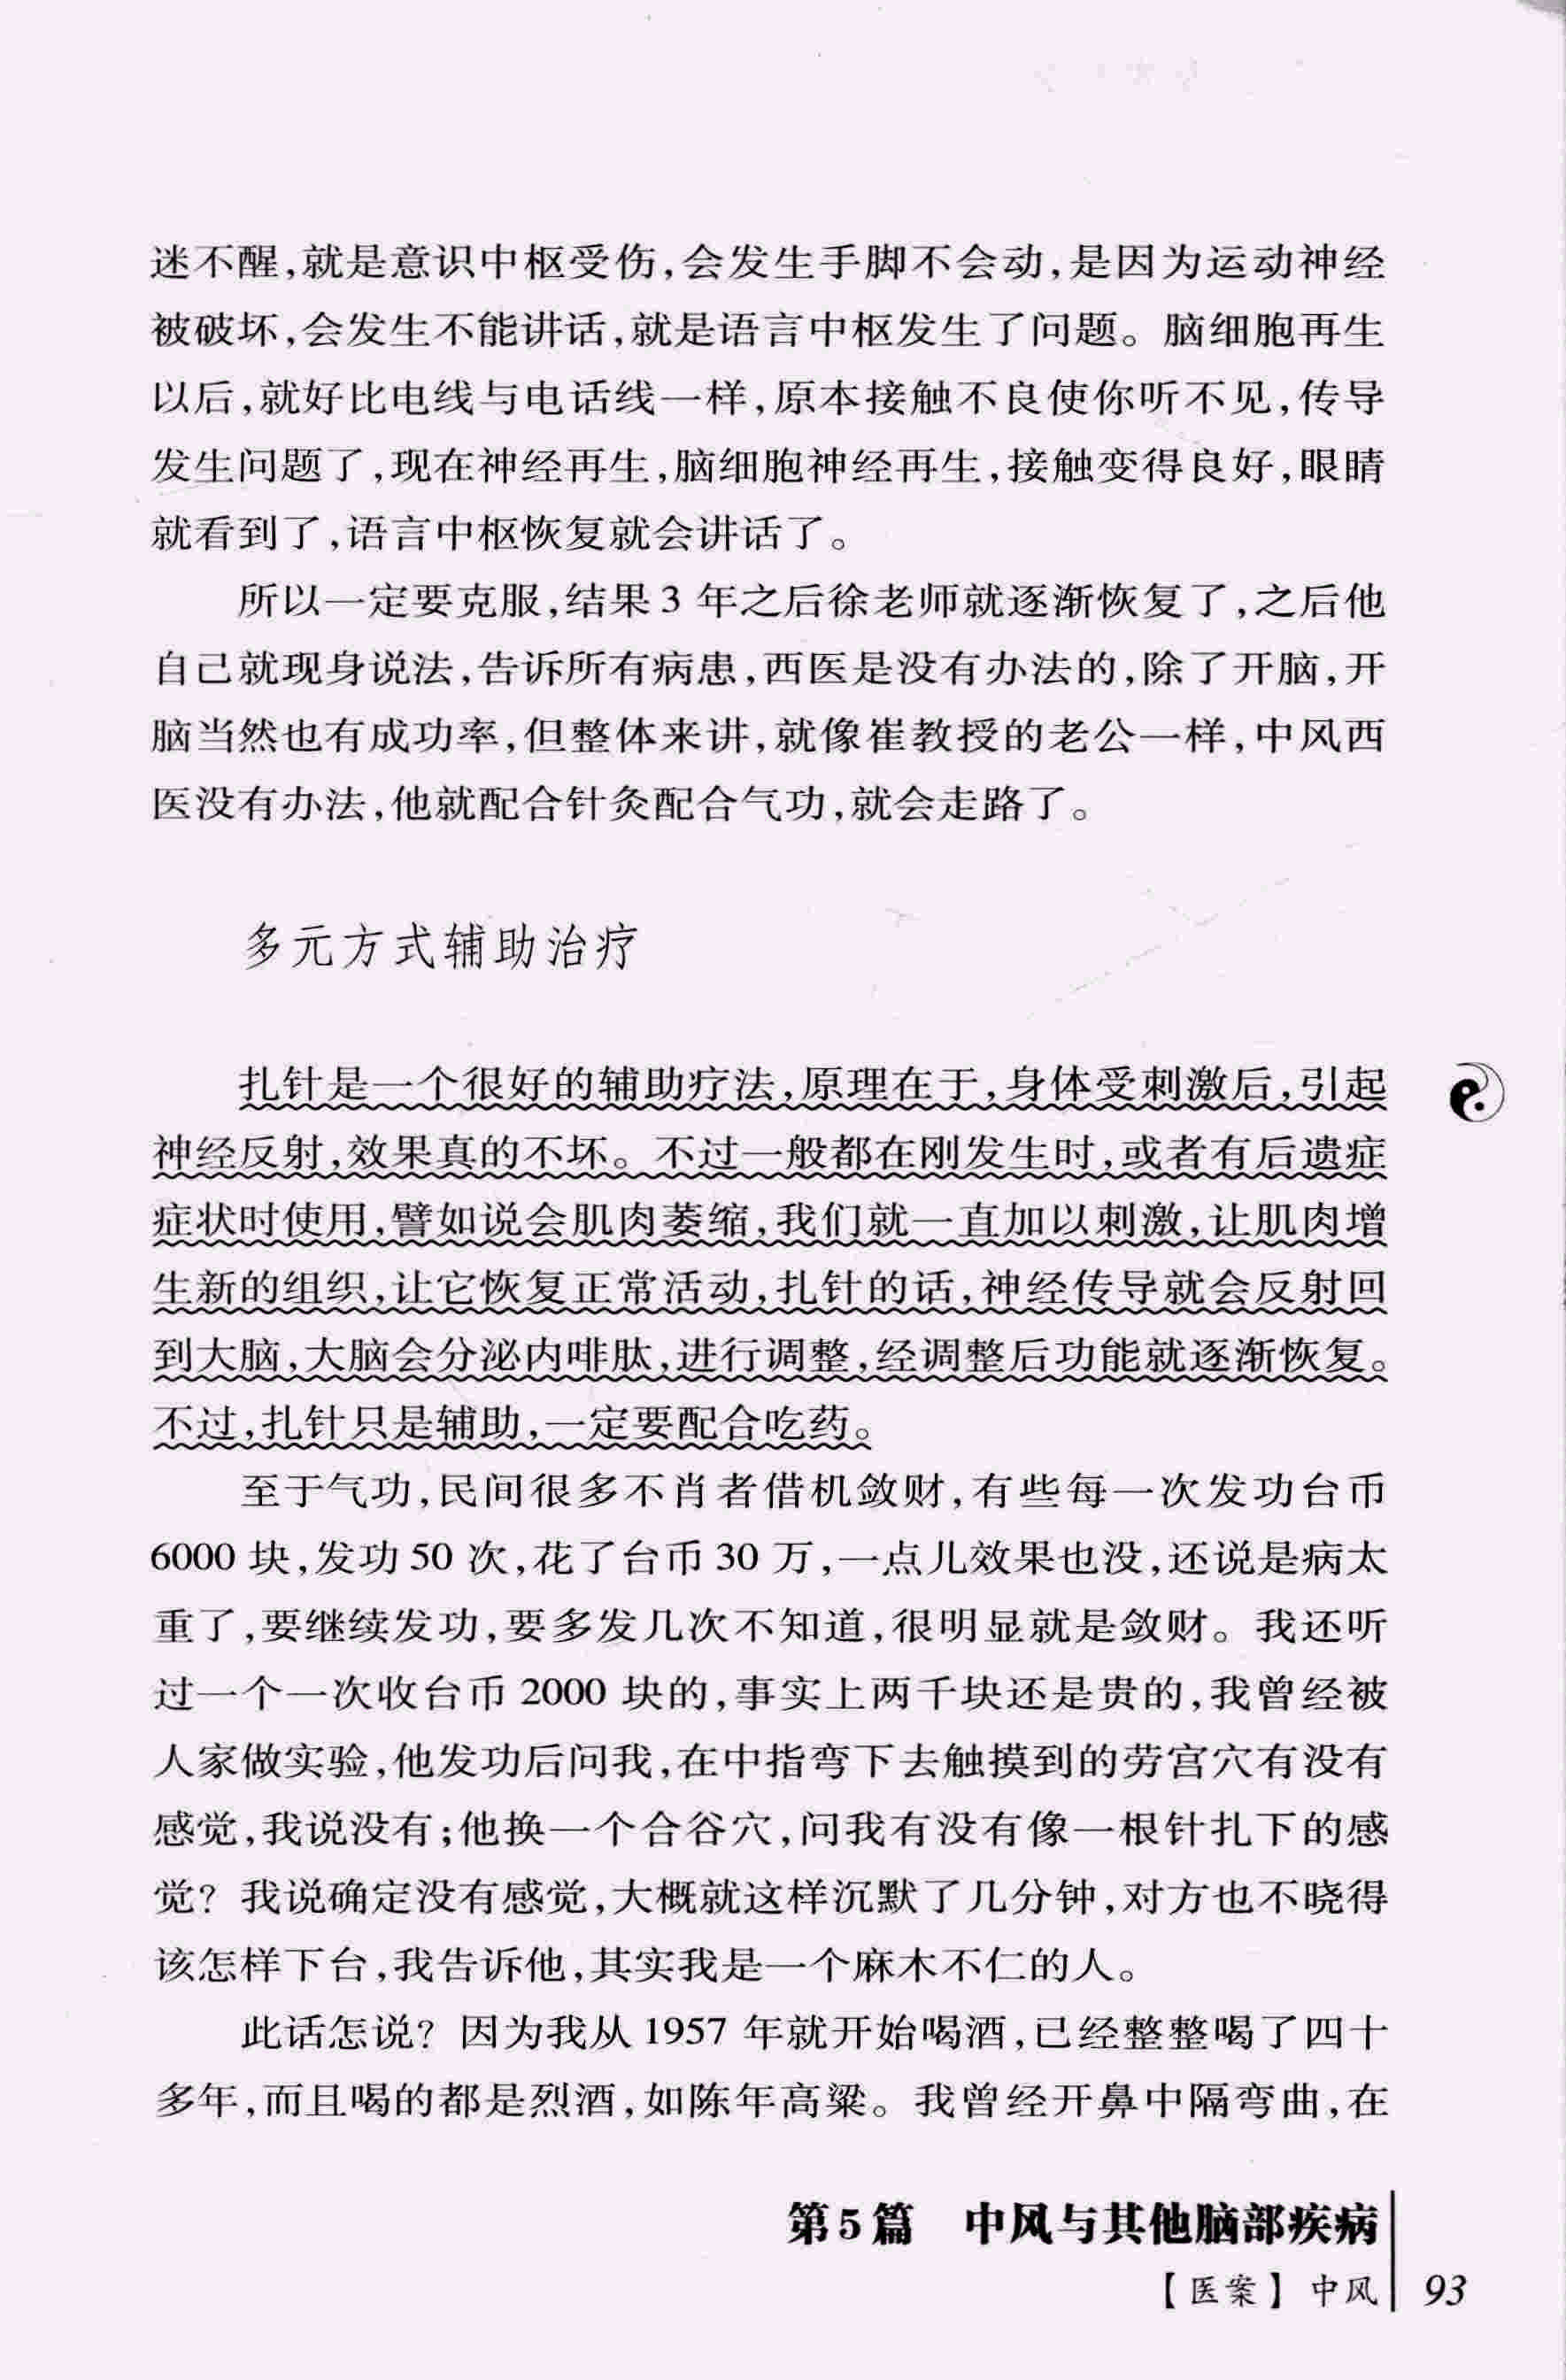 迷不醒,就是意识中枢受伤,会发生手脚不会动,是因为运动神经
被破坏,会发生不能讲话,就是语言中枢发生了问题。脑细胞再生
以后,就好比电线与电话线一样,原本接触不良使你听不见,传导
发生问题了,现在神经再生,脑细胞神经再生,接触变得良好,眼睛
就看到了,语言中枢恢复就会讲话了。
所以一定要克服,结果3年之后徐老师就逐渐恢复了,之后他
自己就现身说法,告诉所有病患,西医是没有办法的,除了开脑,开
脑当然也有成功率,但整体来讲,就像崔教授的老公一样,中风西
医没有办法,他就配合针灸配合气功,就会走路了。
多元方式辅助治疗
扎针是一个很好的辅助疗法,原理在于,身体受刺激后,引起
神经反射,效果真的不坏。不过一般都在刚发生时,或者有后遗症
症状时使用,譬如说会肌肉萎缩,我们就一直加以刺激,让肌肉增
生新的组织,让它恢复正常活动,扎针的话,神经传导就会反射回
到大脑,大脑会分泌内啡肽,进行调整,经调整后功能就逐渐恢复。
不过,扎针只是辅助,一定要配合吃药。
至于气功,民间很多不肖者借机敛财,有些每一次发功台币
6000块,发功50次,花了台币30万,一点儿效果也没,还说是病太
重了,要继续发功,要多发几次不知道,很明显就是敛财。我还听
过一个一次收台币2000块的,事实上两千块还是贵的,我曾经被
人家做实验,他发功后问我,在中指弯下去触摸到的劳宫穴有没有
感觉,我说没有;他换一个合谷穴,问我有没有像一根针扎下的感
觉?我说确定没有感觉,大概就这样沉默了几分钟,对方也不晓得
该怎样下台,我告诉他,其实我是一个麻木不仁的人。
此话怎说?因为我从1957年就开始喝酒,已经整整喝了四十
多年,而且喝的都是烈酒,如陈年高粱。我曾经开鼻中隔弯曲,在
第5篇 中风与其他脑部疾病
【医案】中风 93